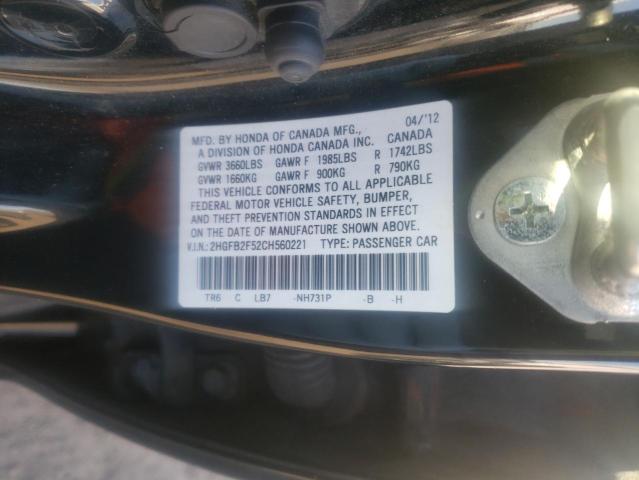 MFD. BY HONDA OF CANADA MFG., 04/'12
A DIVISION OF HONDA CANADA INC. CANADA
GVWR 3660LBS GAWR F 1985LBS R 1742LBS
GVWR 1660KG GAWR F 900KG R 790KG
THIS VEHICLE CONFORMS TO ALL APPLICABLE
FEDERAL MOTOR VEHICLE SAFETY, BUMPER,
AND THEFT PREVENTION STANDARDS IN EFFECT
ON THE DATE OF MANUFACTURE SHOWN ABOVE.
V.I.N.: 2HGFB2F52CH560221 TYPE: PASSENGER CAR
TR6 C LB7 -NH731P -B -H